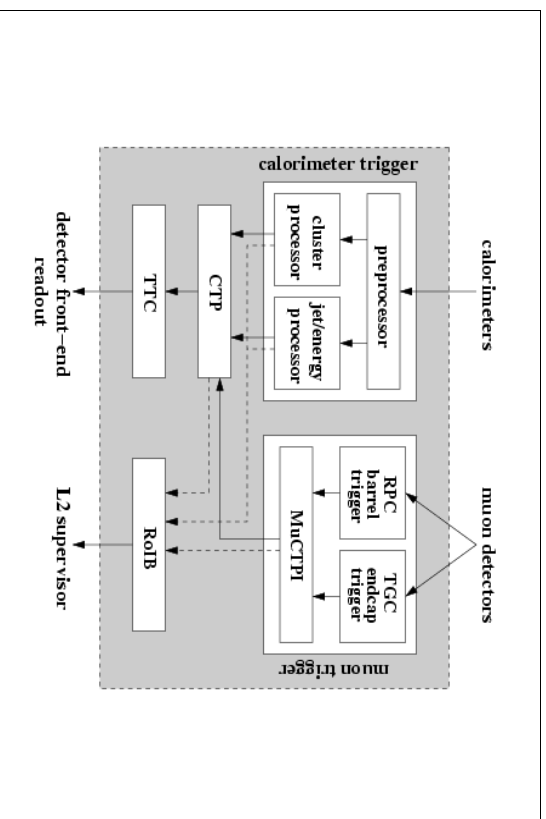 calorimeters
muon detectors
calorimeter trigger
preprocessor
cluster
processor
jet/energy
processor
RPC
barrel
trigger
TGC
endcap
trigger
MuCTPI
muon trigger
CTP
TTC
RoIB
detector front-end
readout
L2 supervisor